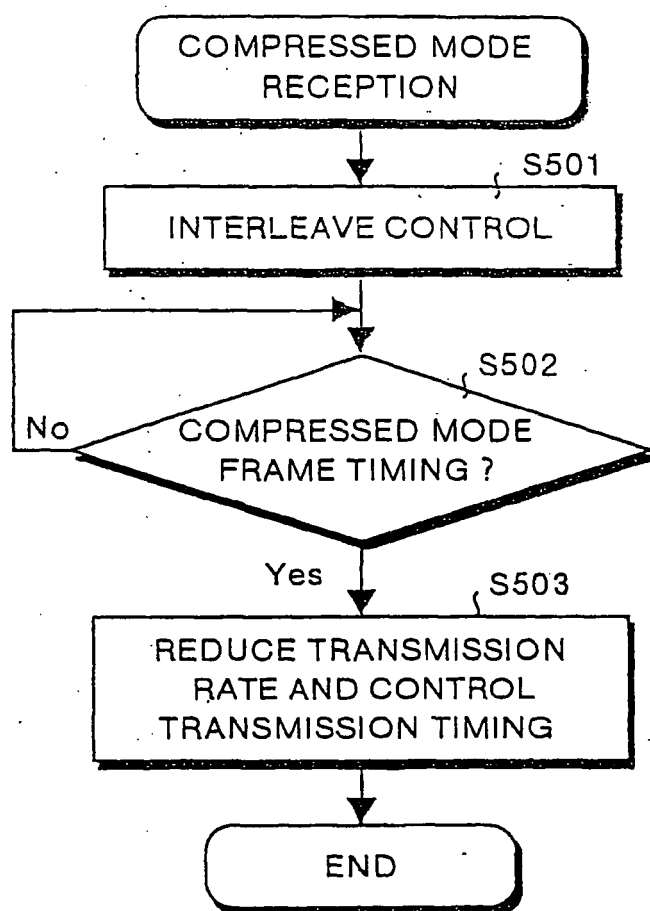 COMPRESSED MODE
RECEPTION
S501
INTERLEAVE CONTROL
S502
No
COMPRESSED MODE
FRAME TIMING ?
Yes
S503
REDUCE TRANSMISSION
RATE AND CONTROL
TRANSMISSION TIMING
END